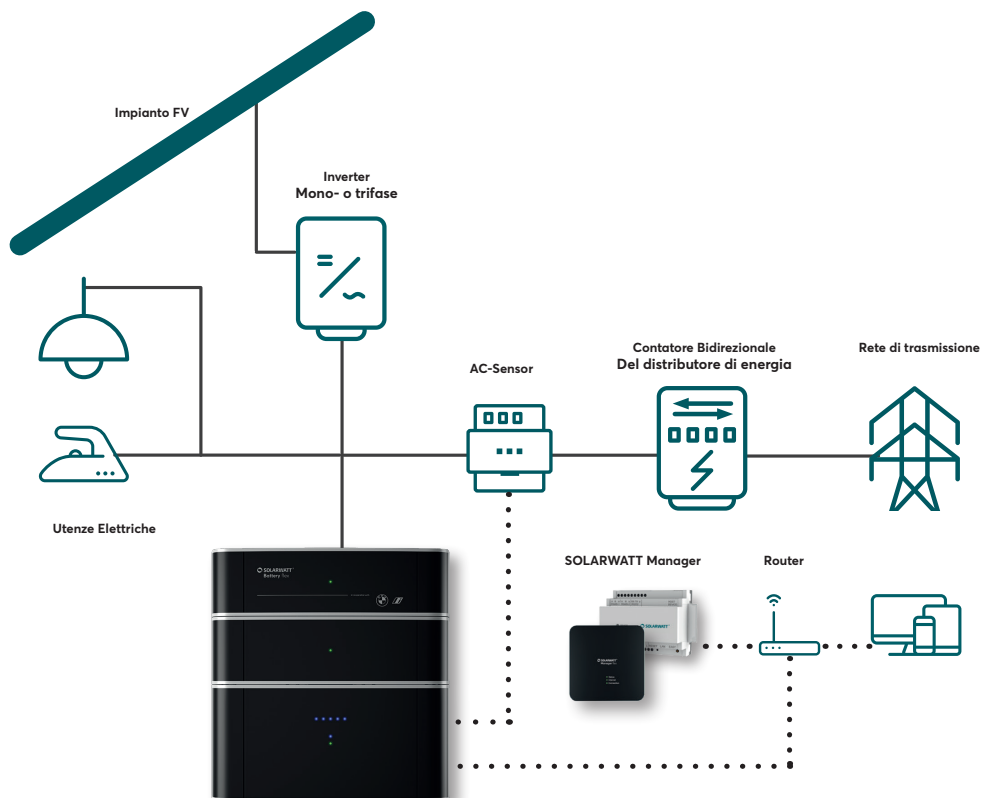 Impianto FV
Inverter
Mono- o trifase
AC-Sensor
Contatore Bidirezionale
Del distributore di energia
Rete di trasmissione
Utenze Elettriche
SOLARWATT
Battery
SOLARWATT Manager
Router
SOLARWATT
SOLARWATT
Manager